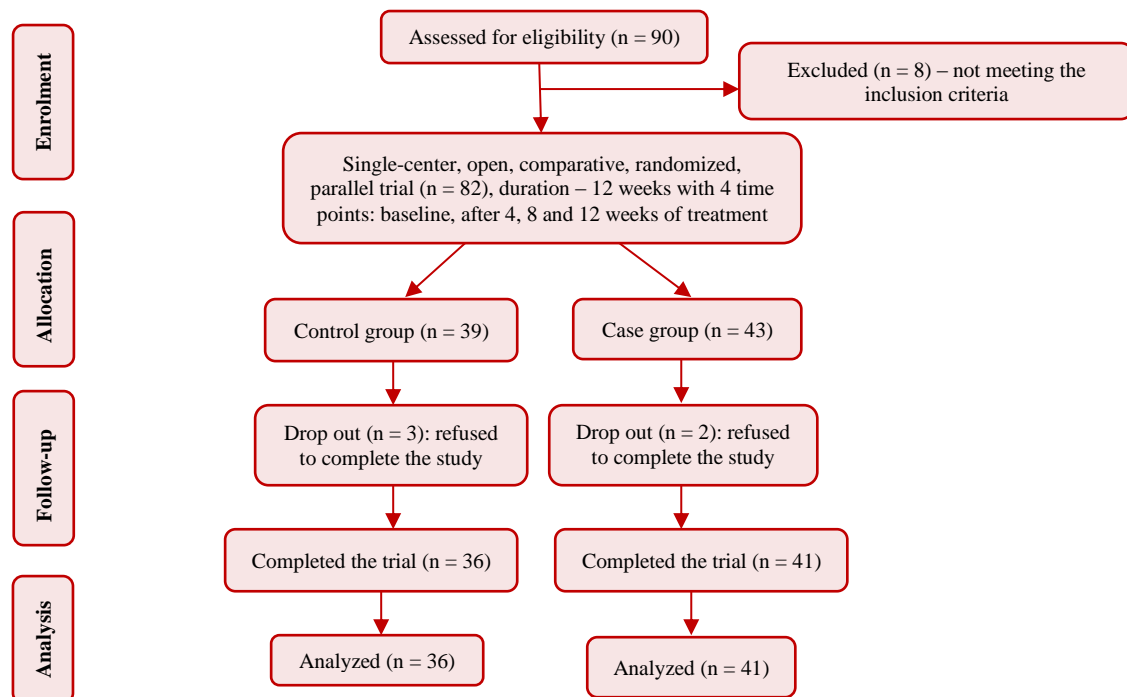 Enrolment
Assessed for eligibility (n = 90)
Excluded (n = 8) – not meeting the
inclusion criteria
Single-center, open, comparative, randomized,
parallel trial (n = 82), duration – 12 weeks with 4 time
points: baseline, after 4, 8 and 12 weeks of treatment
Allocation
Control group (n = 39)
Case group (n = 43)
Follow-up
Drop out (n = 3): refused
to complete the study
Drop out (n = 2): refused
to complete the study
Completed the trial (n = 36)
Completed the trial (n = 41)
Analysis
Analyzed (n = 36)
Analyzed (n = 41)